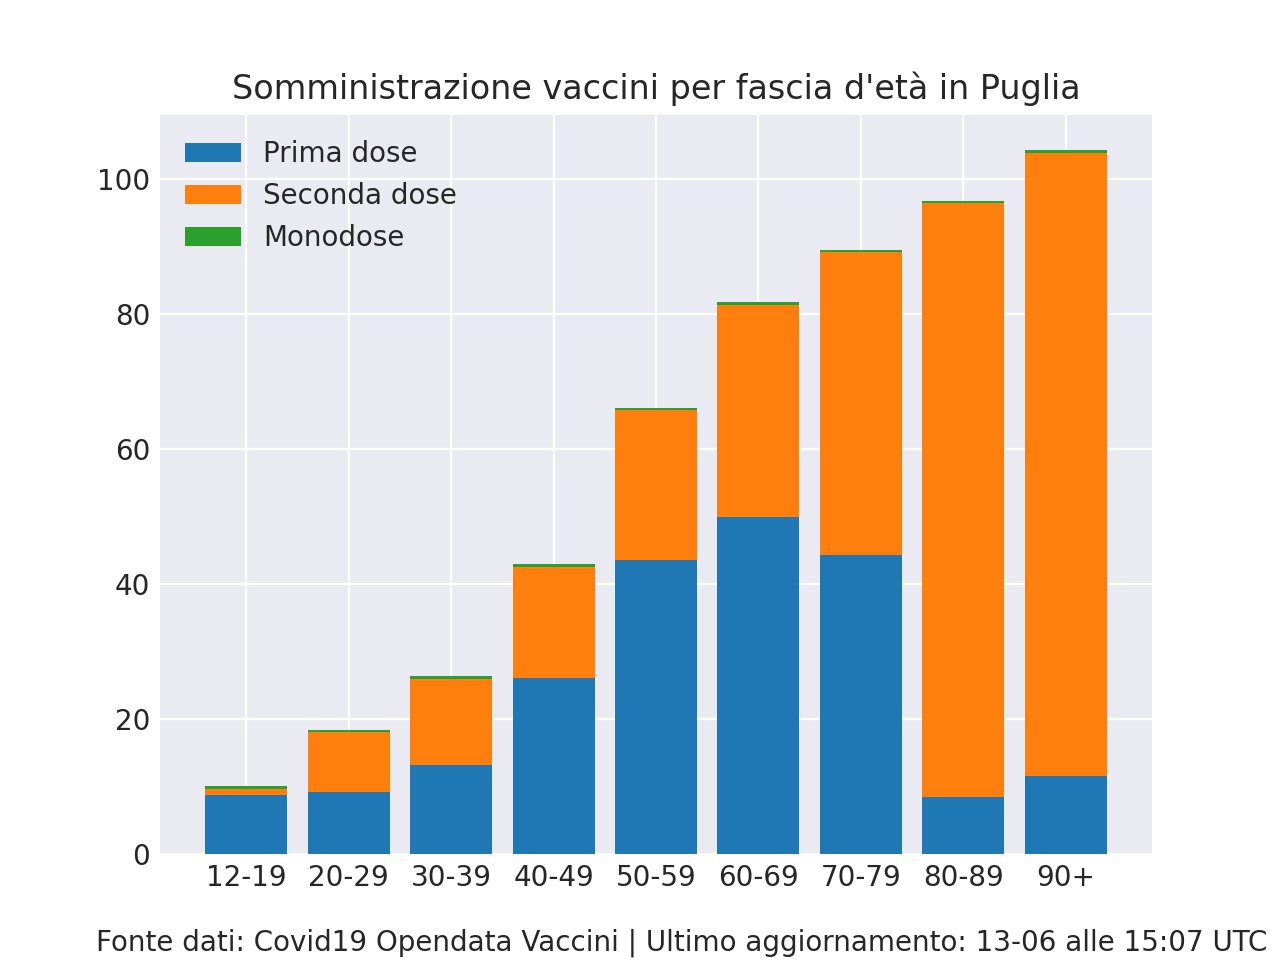 Somministrazione vaccini per fascia d'età in Puglia
Prima dose
Seconda dose
Monodose
100
80
60
40
20
0
12-19 20-29 30-39 40-49 50-59 60-69 70-79 80-89 90+
Fonte dati: Covid19 Opendata Vaccini | Ultimo aggiornamento: 13-06 alle 15:07 UTC